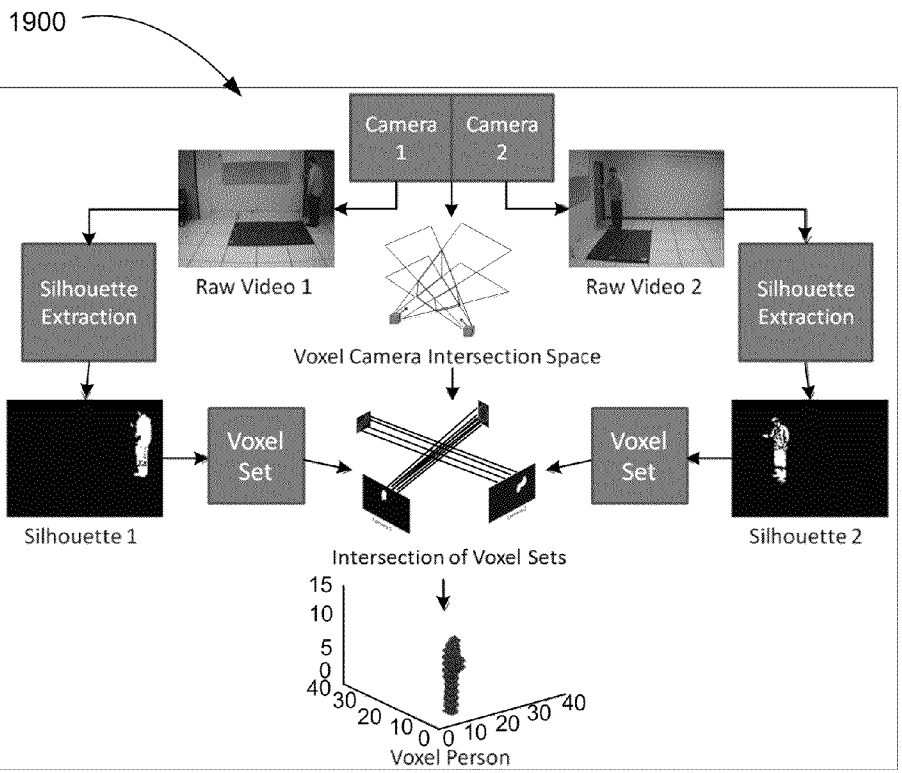 1900
Camera
1
Camera
2
Raw Video 1
Raw Video 2
Silhouette
Extraction
Silhouette
Extraction
Voxel Camera Intersection Space
Voxel
Set
Voxel
Set
Silhouette 1
Silhouette 2
Intersection of Voxel Sets
15
10
5
0
40
30
20
10
0
0
10
20
30
40
Voxel Person